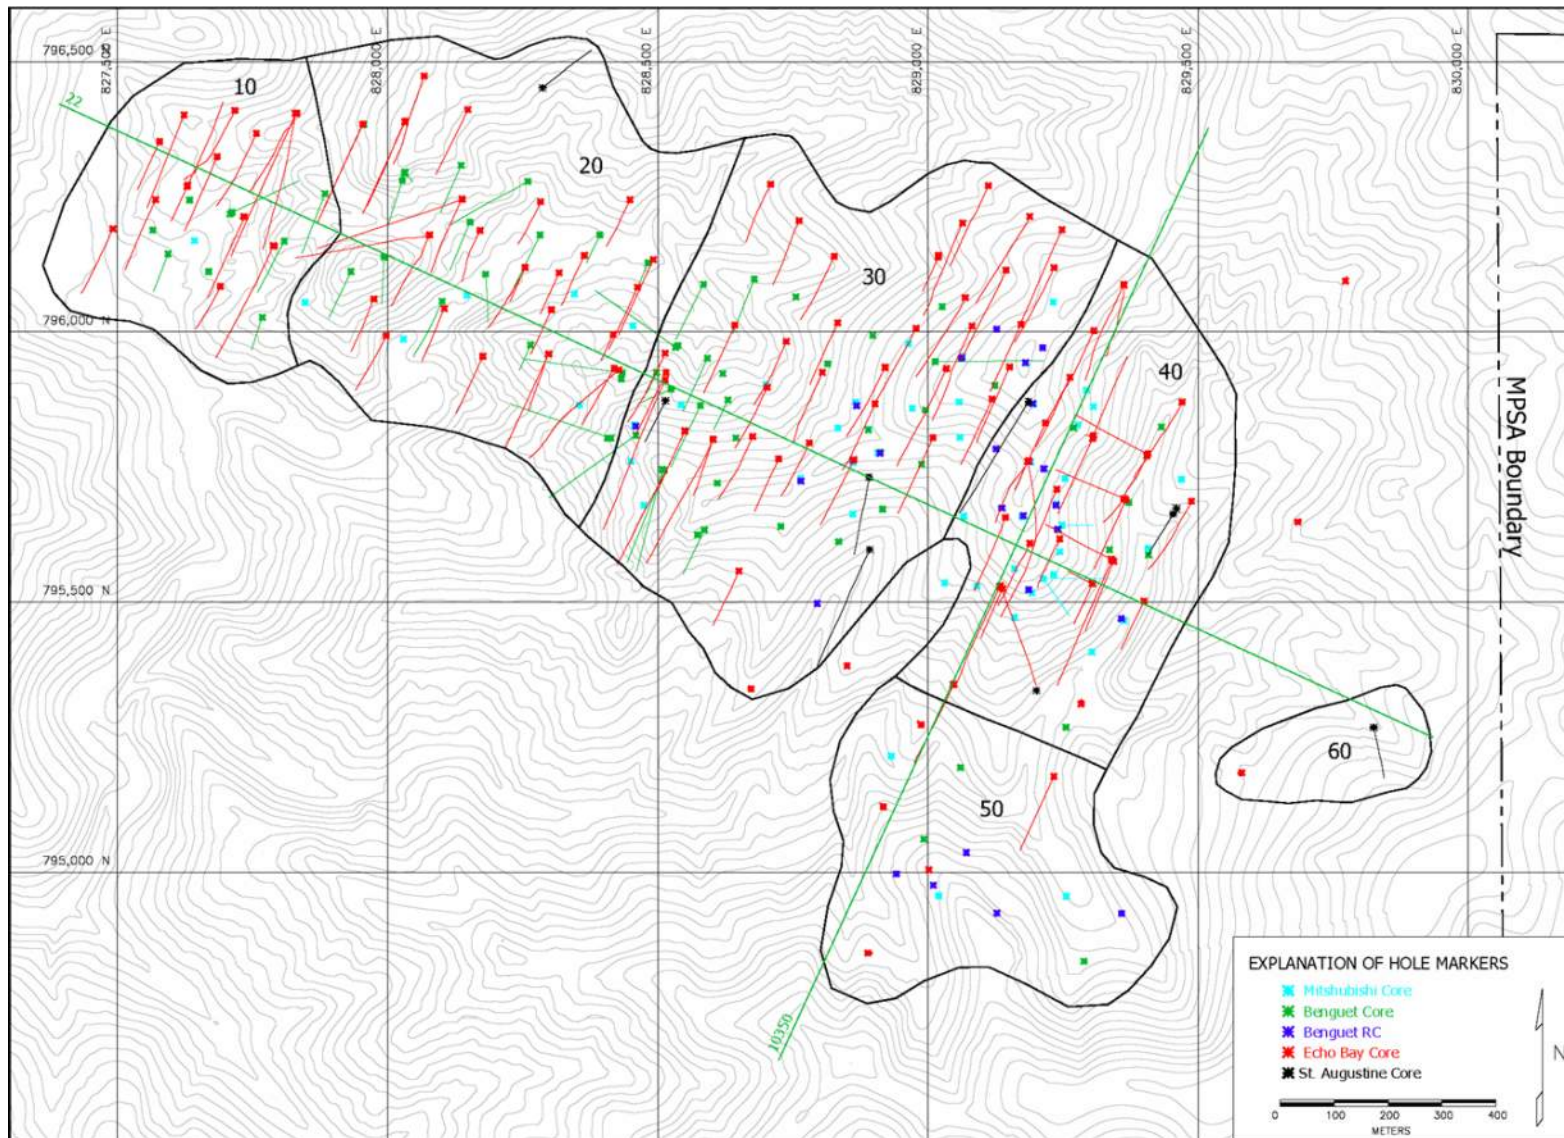 827,500 E
828,000 E
828,500 E
829,000 E
829,500 E
830,000 E
796,500 N
22
10
20
30
796,000 N
40
MPSA Boundary
795,500 N
60
50
795,000 N
10350
EXPLANATION OF HOLE MARKERS
Mitshubishi Core
Benguet Core
Benguet RC
Echo Bay Core
St. Augustine Core
N
0 100 200 300 400
METERS